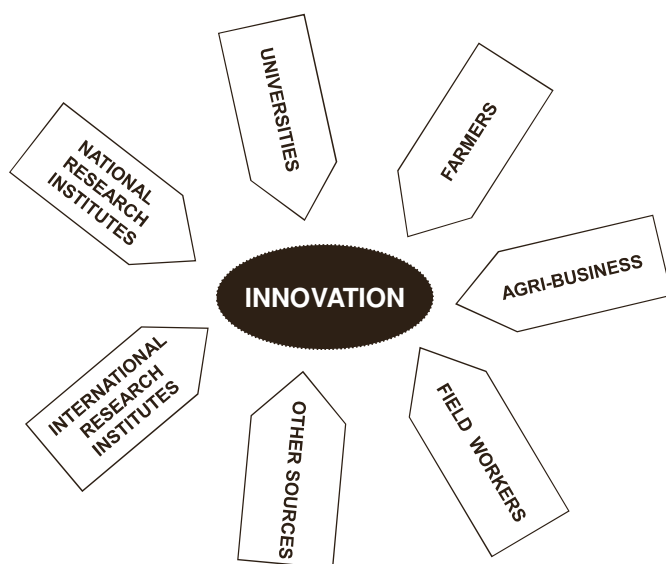 UNIVERSITIES
FARMERS
NATIONAL
RESEARCH
INSTITUTES
AGRI-BUSINESS
INNOVATION
INTERNATIONAL
RESEARCH
INSTITUTES
OTHER SOURCES
FIELD WORKERS